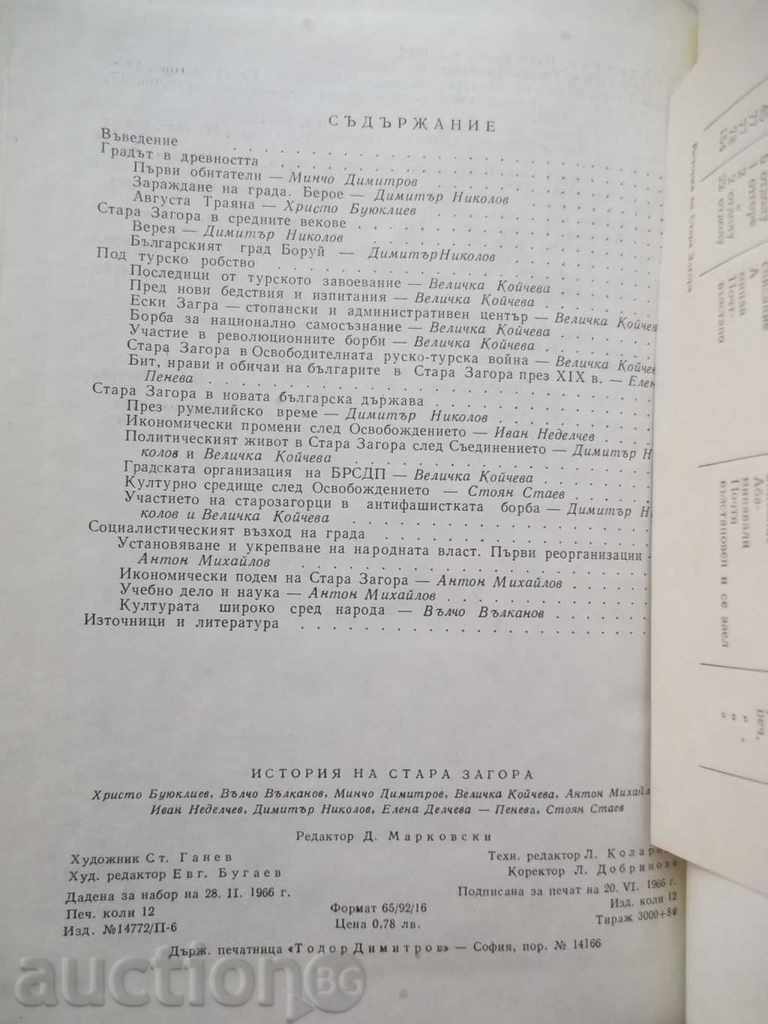 СЪДЪРЖАНИЕ
Въведение
Градът в древността
Първи обитатели — Минчо Димитров
Зараждане на града. Берое — Димитър Николов
Августа Траяна — Христо Буюклиев
Стара Загора в средните векове
Верея — Димитър Николов
Българският град Боруй — Димитър Николов
Под турско робство
Последици от турското завоевание — Величка Койчева
Пред нови бедствия и изпитания — Величка Койчева
Ески Загра — стопански и административен център — Величка Койчев
Борба за национално самосъзнание — Величка Койчева
Участие в революционните борби — Величка Койчева
Стара Загора в Освободителната руско-турска война — Величка Койчев
Бит, нрави и обичаи на българите в Стара Загора през XIX в. — Елен
Пенева
Стара Загора в новата българска държава
През румелийско време — Димитър Николов
Икономически промени след Освобождението — Иван Неделчев
Политическият живот в Стара Загора след Съединението — Димитър Н
колов и Величка Койчева
Градската организация на БРСДП — Величка Койчева
Културно средище след Освобождението — Стоян Стаев
Участието на старозагорци в антифашистката борба — Димитър Н
колов и Величка Койчева
Социалистическият възход на града
Установяване и укрепване на народната власт. Първи реорганизации —
Антон Михайлов
Икономически подем на Стара Загора — Антон Михайлов
Учебно дело и наука — Антон Михайлов
Културата широко сред народа — Вълчо Вълканов
Източници и литература
ИСТОРИЯ НА СТАРА ЗАГОРА
Христо Буюклиев, Вълчо Вълканов, Минчо Димитров, Величка Койчева, Антон Михайл
Иван Неделчев, Димитър Николов, Елена Делчева — Пенева, Стоян Стаев
Редактор Д. Марковски
Художник Ст. Ганев
Техн. редактор Л. Колар
Худ. редактор Евг. Бугаев
Коректор Л. Добринова
Дадена за набор на 28. II. 1966 г.
Подписана за печат на 20. VI. 1966 г.
Печ. коли 12
Формат 65/92/16
Изд. коли 12
Изд. №14772/II-6
Цена 0,78 лв.
Тираж 3000+8
Държ. печатница «Тодор Димитров» — София, пор. № 14166
auctionBG